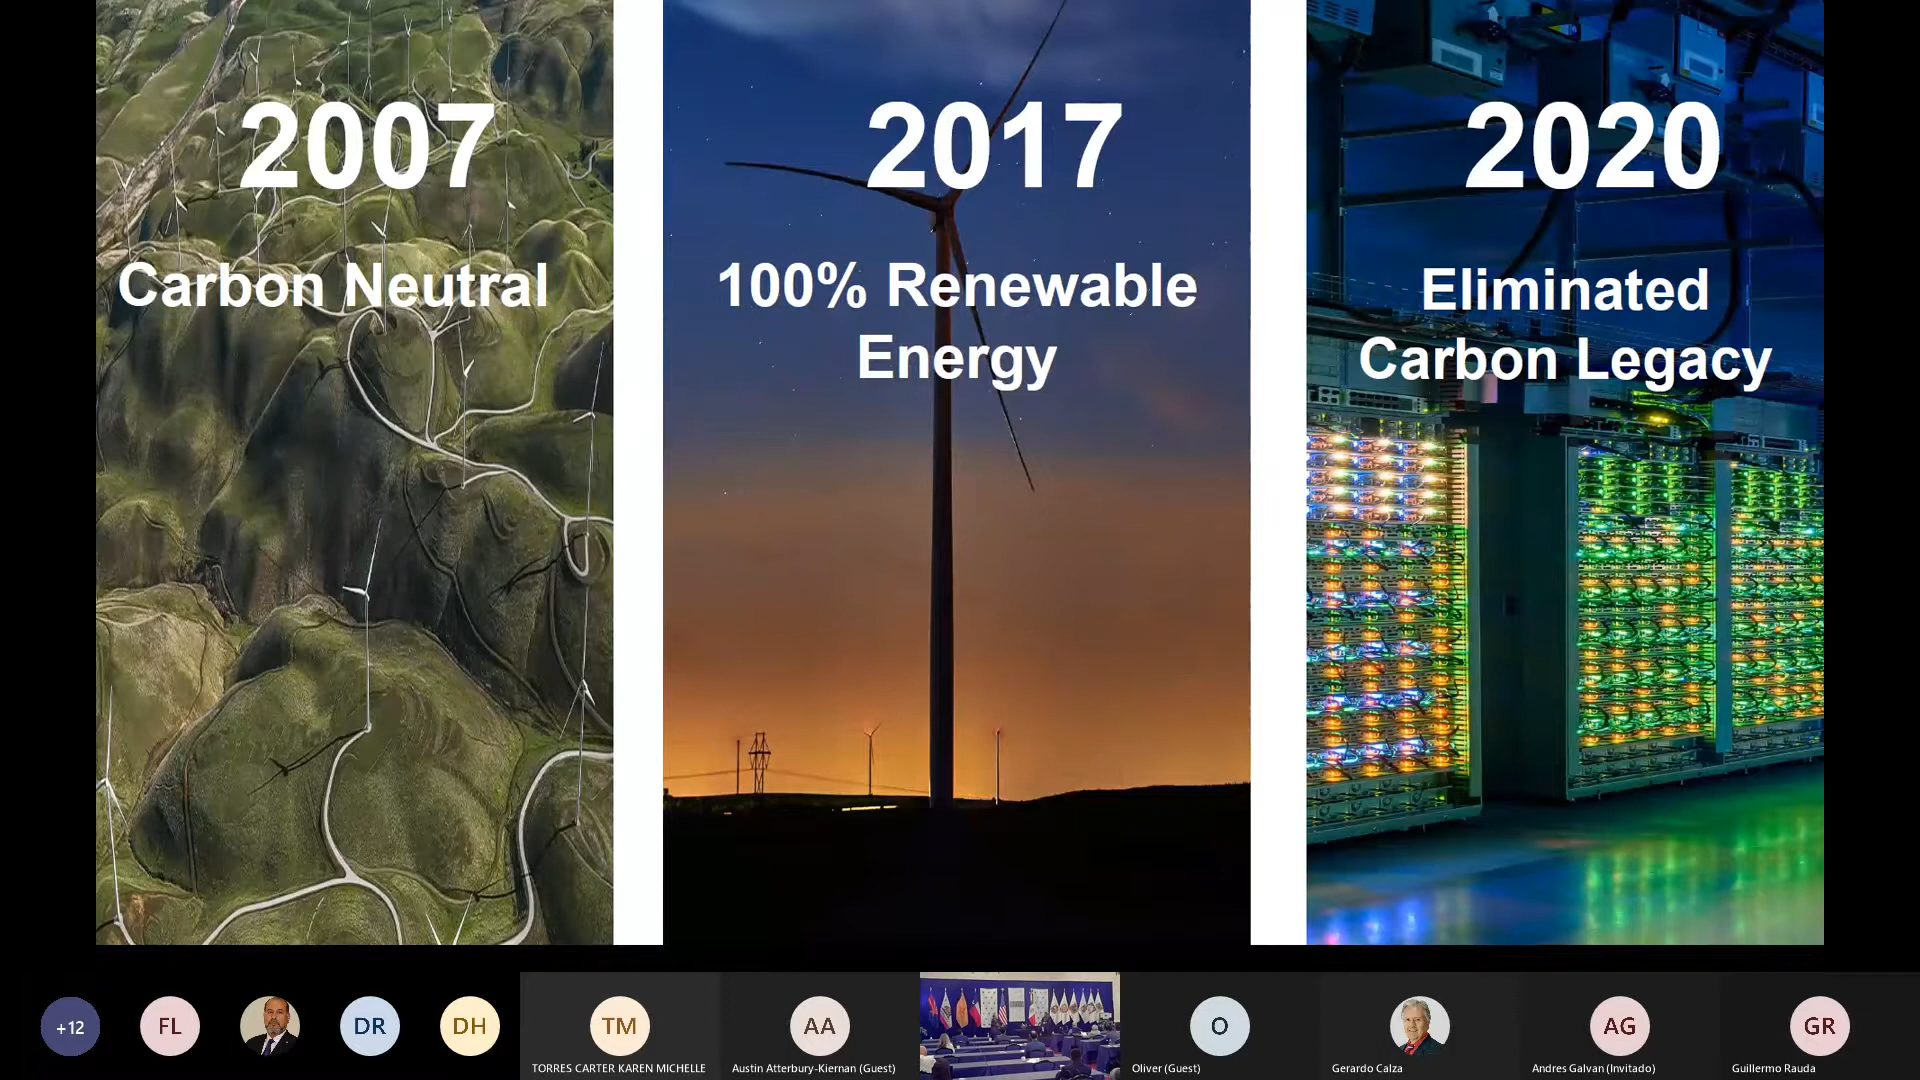 2007
Carbon Neutral
2017
100% Renewable
Energy
2020
Eliminated
Carbon Legacy
+12
FL
DR
DH
TM
TORRES CARTER KAREN MICHELLE
AA
Austin Atterbury-Kiernan (Guest)
O
Oliver (Guest)
Gerardo Calza
AG
Andres Galvan (Invitado)
GR
Guillermo Rauda